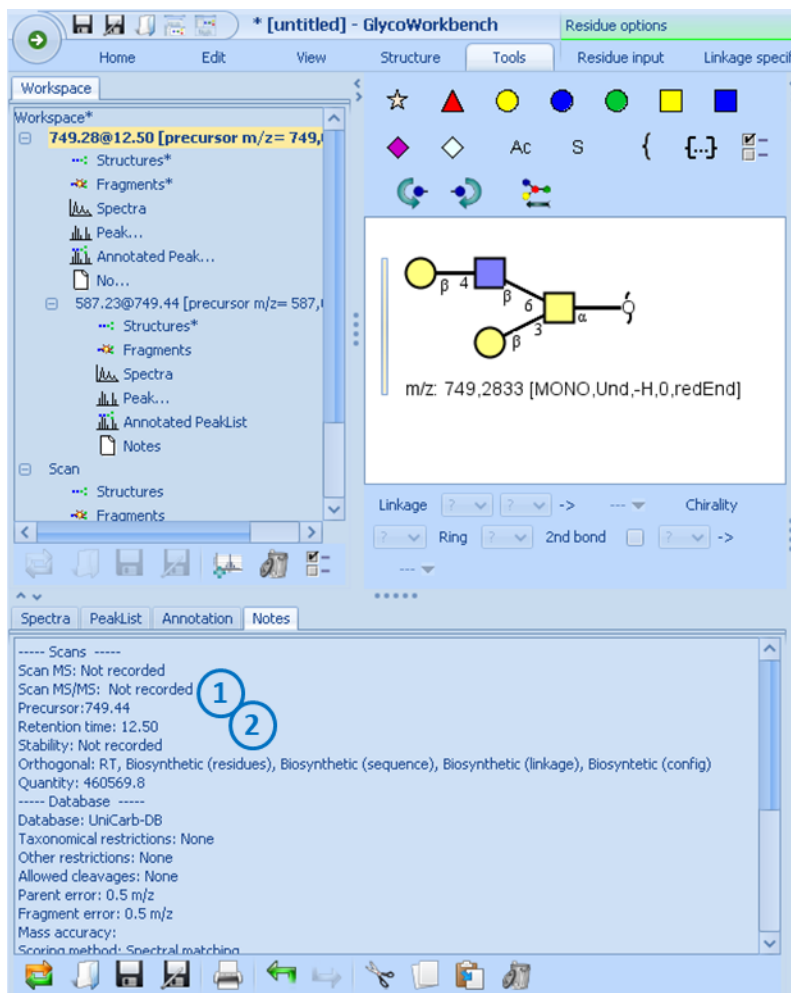 * [untitled] - GlycoWorkbench
Residue options
Home Edit View Structure Tools Residue input Linkage specif
Workspace
Workspace*
749.28@12.50 [precursor m/z= 749,
Structures*
Fragments*
Spectra
Peak...
Annotated Peak...
No...
587.23@749.44 [precursor m/z= 587,
Structures*
Fragments
Spectra
Peak...
Annotated PeakList
Notes
Scan
Structures
Fragments
Ac S { {...}
β 4 β 6 α
β 3
m/z: 749,2833 [MONO,Und,-H,0,redEnd]
Linkage ? ? -> --- Chirality
? Ring ? 2nd bond ? ->
---
Spectra PeakList Annotation Notes
----- Scans -----
Scan MS: Not recorded
Scan MS/MS: Not recorded
1
Precursor:749.44
Retention time: 12.50
2
Stability: Not recorded
Orthogonal: RT, Biosynthetic (residues), Biosynthetic (sequence), Biosynthetic (linkage), Biosyntetic (config)
Quantity: 460569.8
----- Database -----
Database: UniCarb-DB
Taxonomical restrictions: None
Other restrictions: None
Allowed cleavages: None
Parent error: 0.5 m/z
Fragment error: 0.5 m/z
Mass accuracy:
Scoring method: Spectral matching